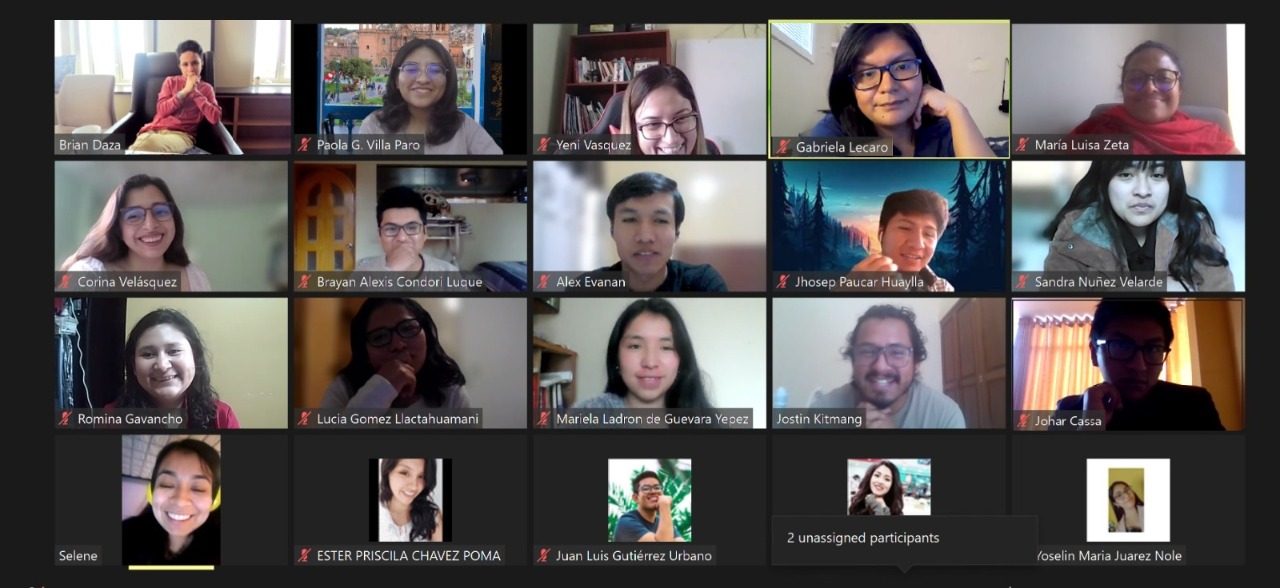 Brian Daza
Paola G. Villa Paro
Yeni Vasquez
Gabriela Lecaro
María Luisa Zeta
Corina Velásquez
Brayan Alexis Condori Luque
Alex Evanan
Jhosep Paucar Huaylla
Sandra Nuñez Velarde
Romina Gavancho
Lucia Gomez Llactahuamani
Mariela Ladron de Guevara Yepez
Jostin Kitmang
Johar Cassa
Selene
ESTER PRISCILA CHAVEZ POMA
Juan Luis Gutiérrez Urbano
2 unassigned participants
Yoselin Maria Juarez Nole